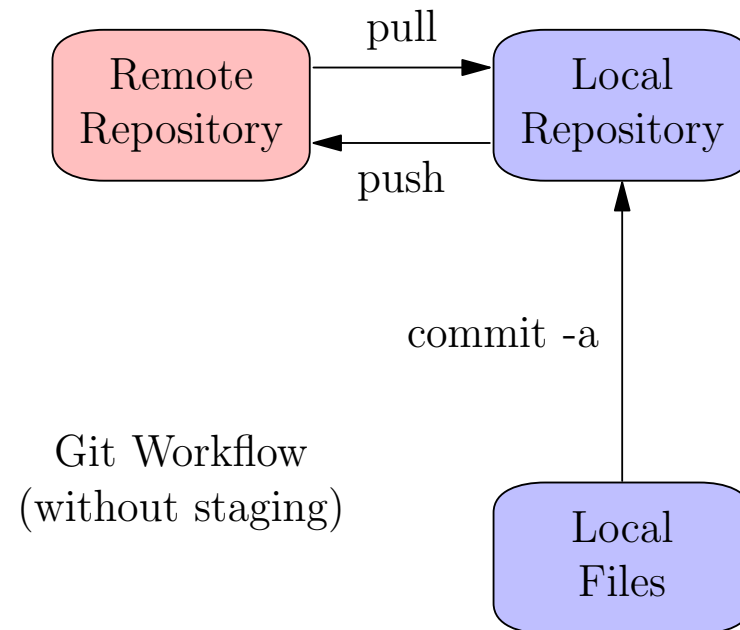 pull
Remote
Repository
Local
Repository
push
commit -a
Git Workflow
(without staging)
Local
Files